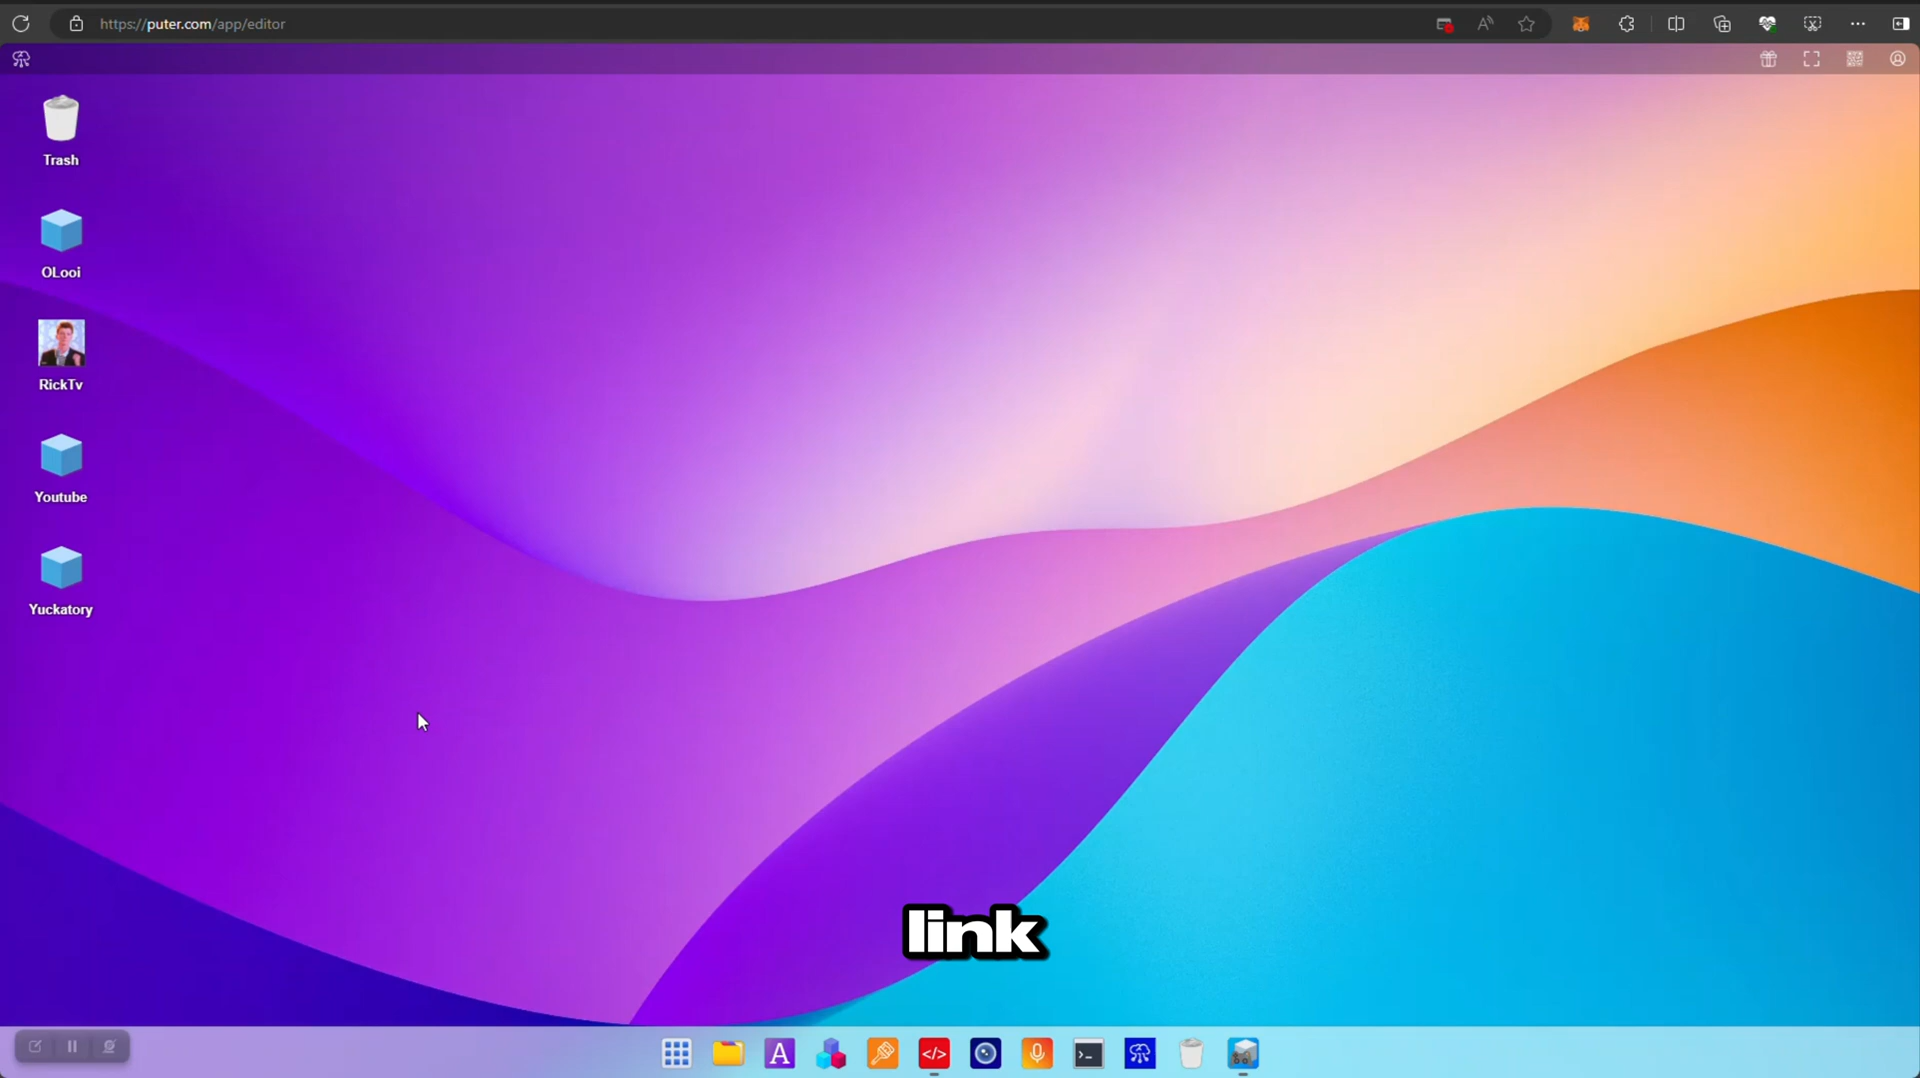 https://puter.com/app/editor
Trash
OLooi
RickTv
Youtube
Yuckatory
link
A